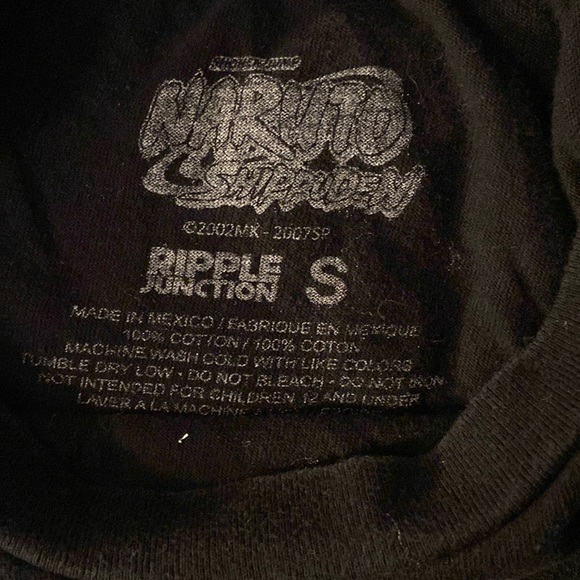 NARUTO
SHIPPUDEN
©2002MK - 2007SP
RIPPLE
JUNCTION
S
MADE IN MEXICO / FABRIQUE EN MEXIQUE
100% COTTON / 100% COTON
MACHINE WASH COLD WITH LIKE COLORS
TUMBLE DRY LOW - DO NOT BLEACH - DO NOT IRON
NOT INTENDED FOR CHILDREN 12 AND UNDER
LAVER A LA MACHINE